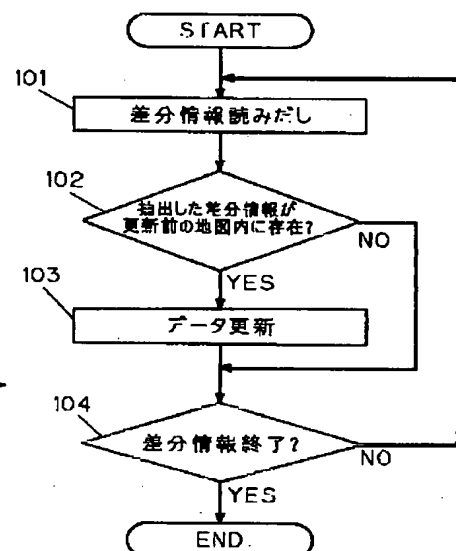 START
101
差分情報読みだし
102
抽出した差分情報が
更新前の地図内に存在?
NO
YES
103
データ更新
104
差分情報終了?
NO
YES
END